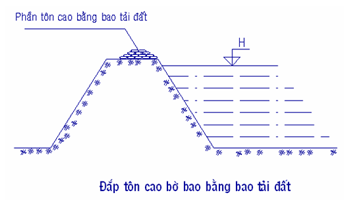 Phần tôn cao bằng bao tải đất
H
Đắp tôn cao bờ bao bằng bao tải đất